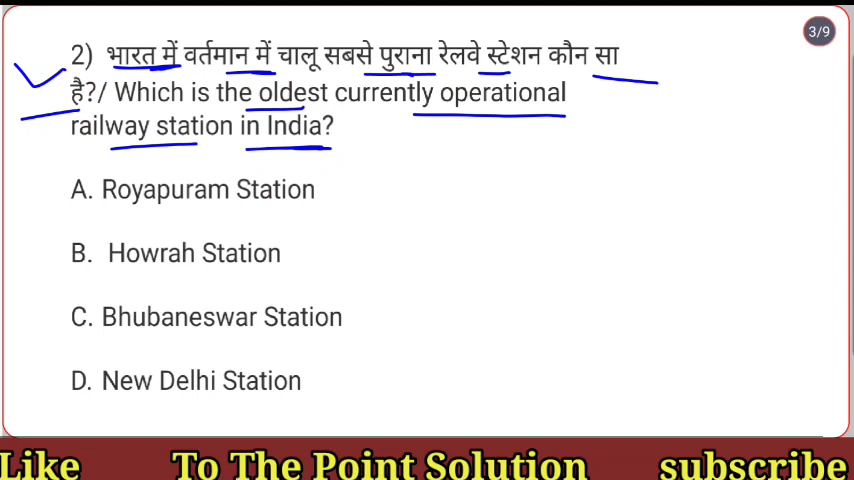 3/9
2) भारत में वर्तमान में चालू सबसे पुराना रेलवे स्टेशन कौन सा
है?/ Which is the oldest currently operational
railway station in India?
A. Royapuram Station
B. Howrah Station
C. Bhubaneswar Station
D. New Delhi Station
Like To The Point Solution subscribe